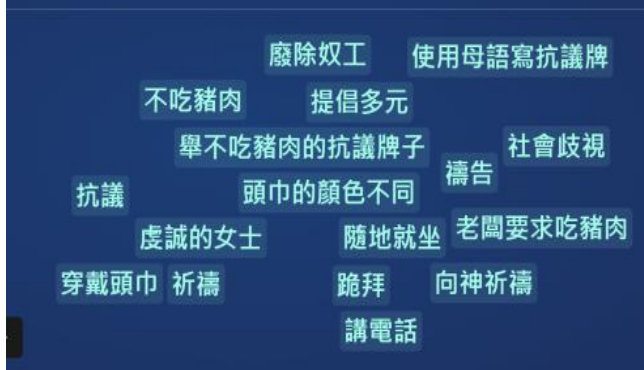 廢除奴工 使用母語寫抗議牌
不吃豬肉 提倡多元
舉不吃豬肉的抗議牌子 社會歧視
禱告
抗議 頭巾的顏色不同
虔誠的女士 隨地就坐 老闆要求吃豬肉
穿戴頭巾 祈禱 跪拜 向神祈禱
講電話